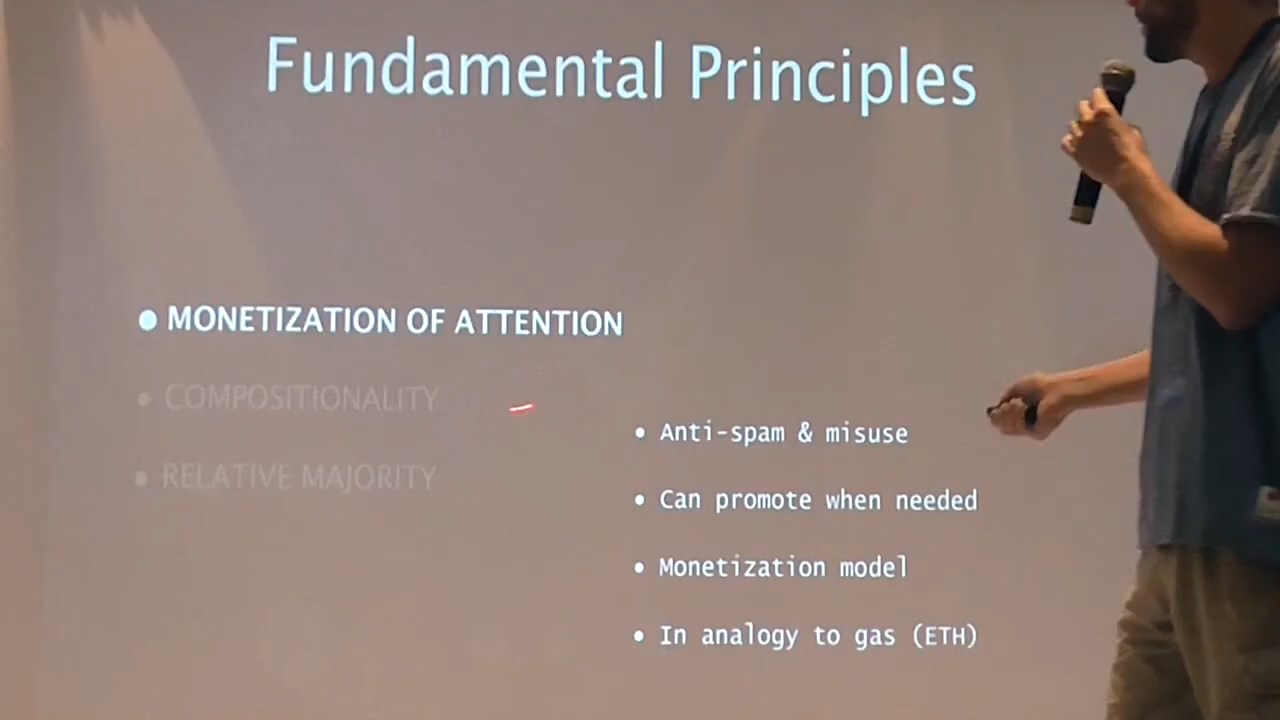 Fundamental Principles
• MONETIZATION OF ATTENTION
• COMPOSITIONALITY
• RELATIVE MAJORITY
• Anti-spam & misuse
• Can promote when needed
• Monetization model
• In analogy to gas (ETH)